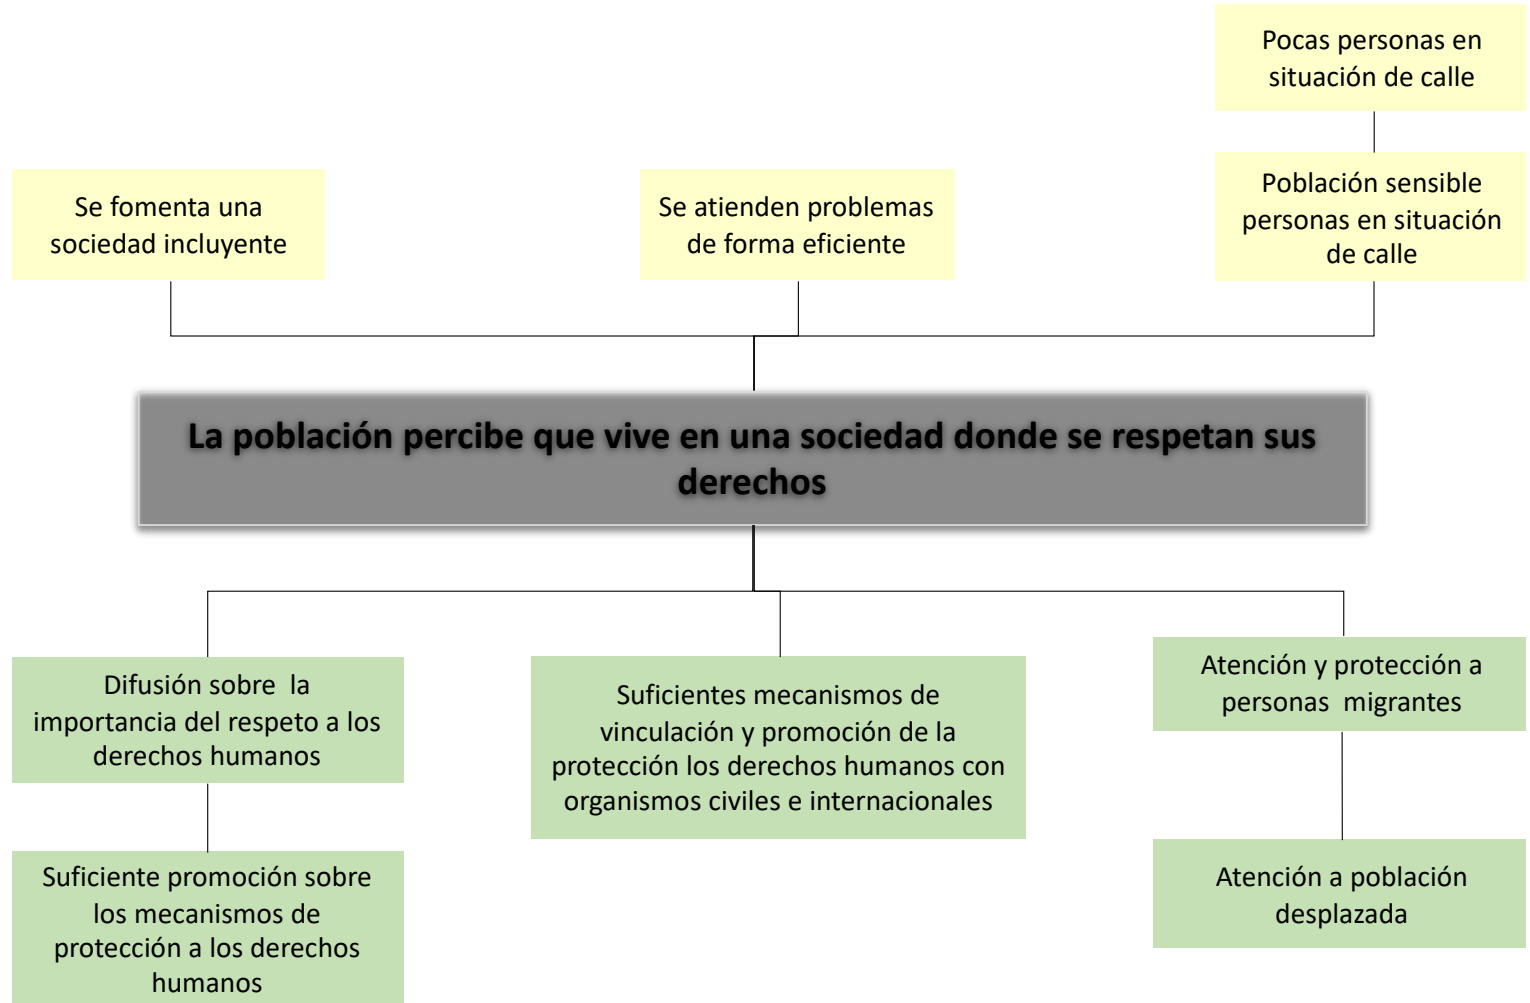 Pocas personas en
situación de calle
Se fomenta una
sociedad incluyente
Se atienden problemas
de forma eficiente
Población sensible
personas en situación
de calle
La población percibe que vive en una sociedad donde se respetan sus
derechos
Difusión sobre la
importancia del respeto a los
derechos humanos
Suficientes mecanismos de
vinculación y promoción de la
protección los derechos humanos con
organismos civiles e internacionales
Atención y protección a
personas migrantes
Suficiente promoción sobre
los mecanismos de
protección a los derechos
humanos
Atención a población
desplazada